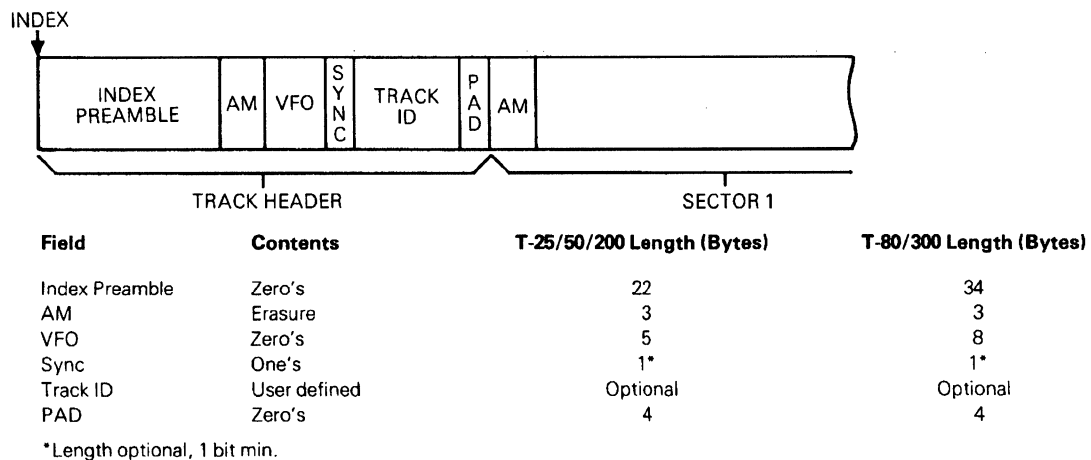 INDEX
INDEX PREAMBLE
AM
VFO
SYNC
TRACK ID
PAD
AM
TRACK HEADER
SECTOR 1
Field Contents T-25/50/200 Length (Bytes) T-80/300 Length (Bytes)
Index Preamble Zero's 22 34
AM Erasure 3 3
VFO Zero's 5 8
Sync One's 1* 1*
Track ID User defined Optional Optional
PAD Zero's 4 4
*Length optional, 1 bit min.